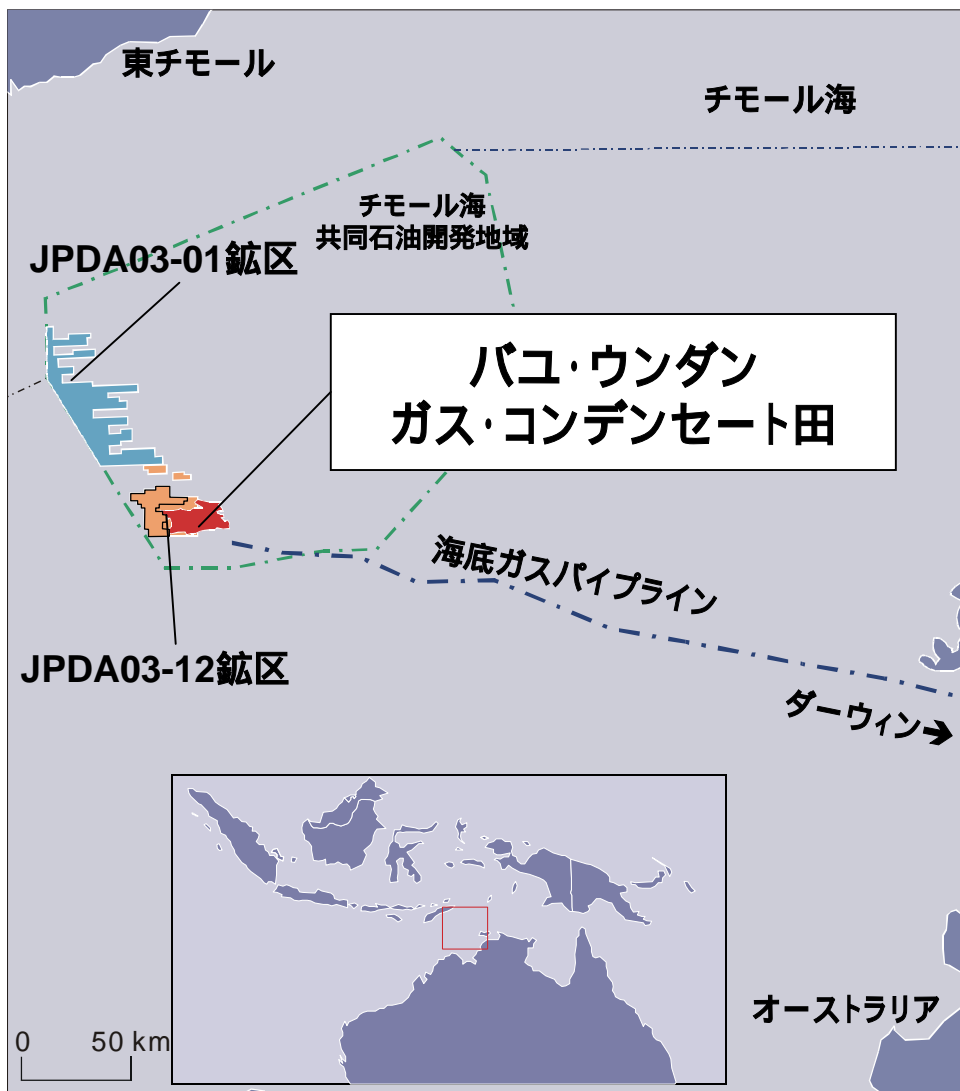 東チモール
チモール海
チモール海
共同石油開発地域
JPDA03-01鉱区
バユ・ウンダン
ガス・コンデンセート田
海底ガスパイプライン
JPDA03-12鉱区
ダーウィン→
オーストラリア
0 50 km